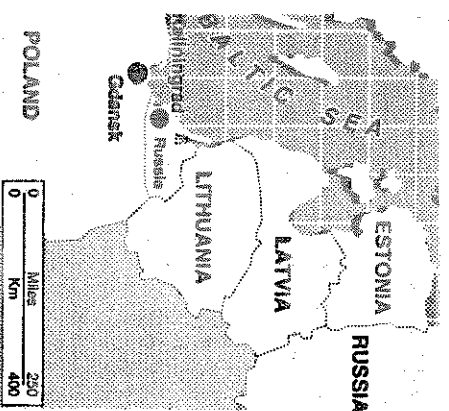 BALTIC SEA
ESTONIA
RUSSIA
LATVIA
LITHUANIA
Kaliningrad
Russia
Gdansk
POLAND
0 Miles 250
0 Km 400